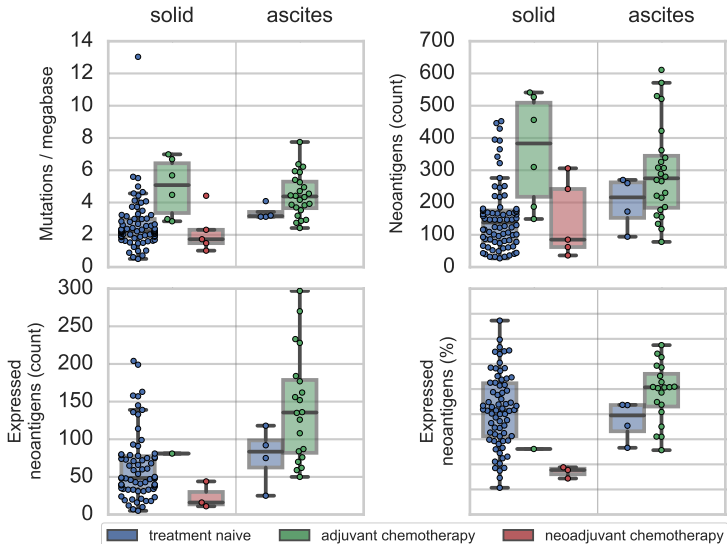 solid ascites solid ascites
Mutations / megabase
14
12
10
8
6
4
2
0
Neoantigens (count)
700
600
500
400
300
200
100
0
Expressed
neoantigens (count)
300
250
200
150
100
50
0
Expressed
neoantigens (%)
treatment naive adjuvant chemotherapy neoadjuvant chemotherapy